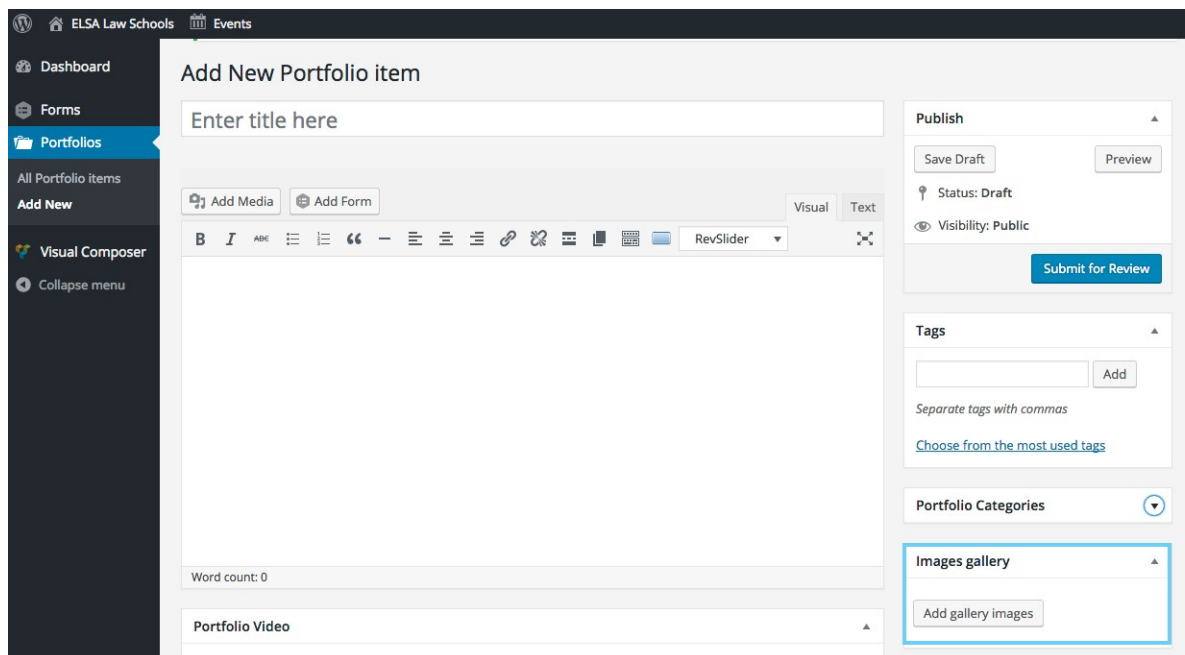 ELSA Law Schools Events
Dashboard
Forms
Portfolios
All Portfolio items
Add New
Visual Composer
Collapse menu
Add New Portfolio item
Enter title here
Add Media Add Form
Visual Text
B I ABC RevSlider
Word count: 0
Portfolio Video
Publish
Save Draft Preview
Status: Draft
Visibility: Public
Submit for Review
Tags
Add
Separate tags with commas
Choose from the most used tags
Portfolio Categories
Images gallery
Add gallery images